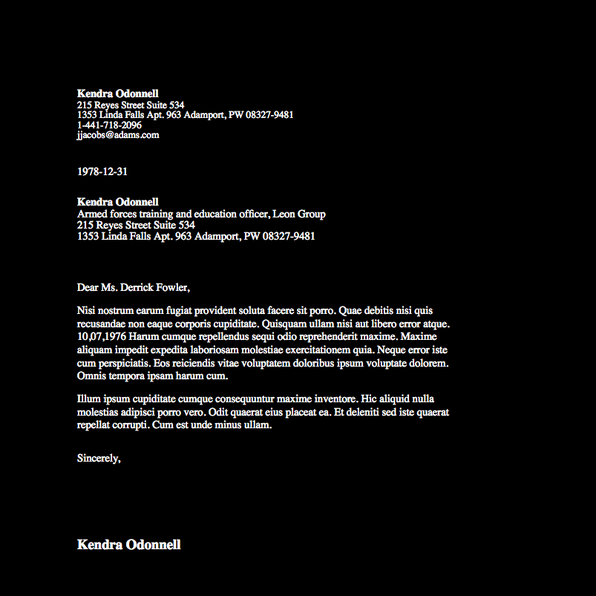 Kendra Odonnell
215 Reyes Street Suite 534
1353 Linda Falls Apt. 963 Adamport, PW 08327-9481
1-441-718-2096
jjacobs@adams.com
1978-12-31
Kendra Odonnell
Armed forces training and education officer, Leon Group
215 Reyes Street Suite 534
1353 Linda Falls Apt. 963 Adamport, PW 08327-9481
Dear Ms. Derrick Fowler,
Nisi nostrum earum fugiat provident soluta facere sit porro. Quae debitis nisi quis
recusandae non eaque corporis cupiditate. Quisquam ullam nisi aut libero error atque.
10,07,1976 Harum cumque repellendus sequi odio reprehenderit maxime. Maxime
aliquam impedit expedita laboriosam molestiae exercitationem quia. Neque error iste
cum perspiciatis. Eos reiciendis vitae voluptatem doloribus ipsum voluptate dolorem.
Omnis tempora ipsam harum cum.
Illum ipsum cupiditate cumque consequuntur maxime inventore. Hic aliquid nulla
molestias adipisci porro vero. Odit quaerat eius placeat ea. Et deleniti sed iste quaerat
repellat corrupti. Cum est unde minus ullam.
Sincerely,
Kendra Odonnell